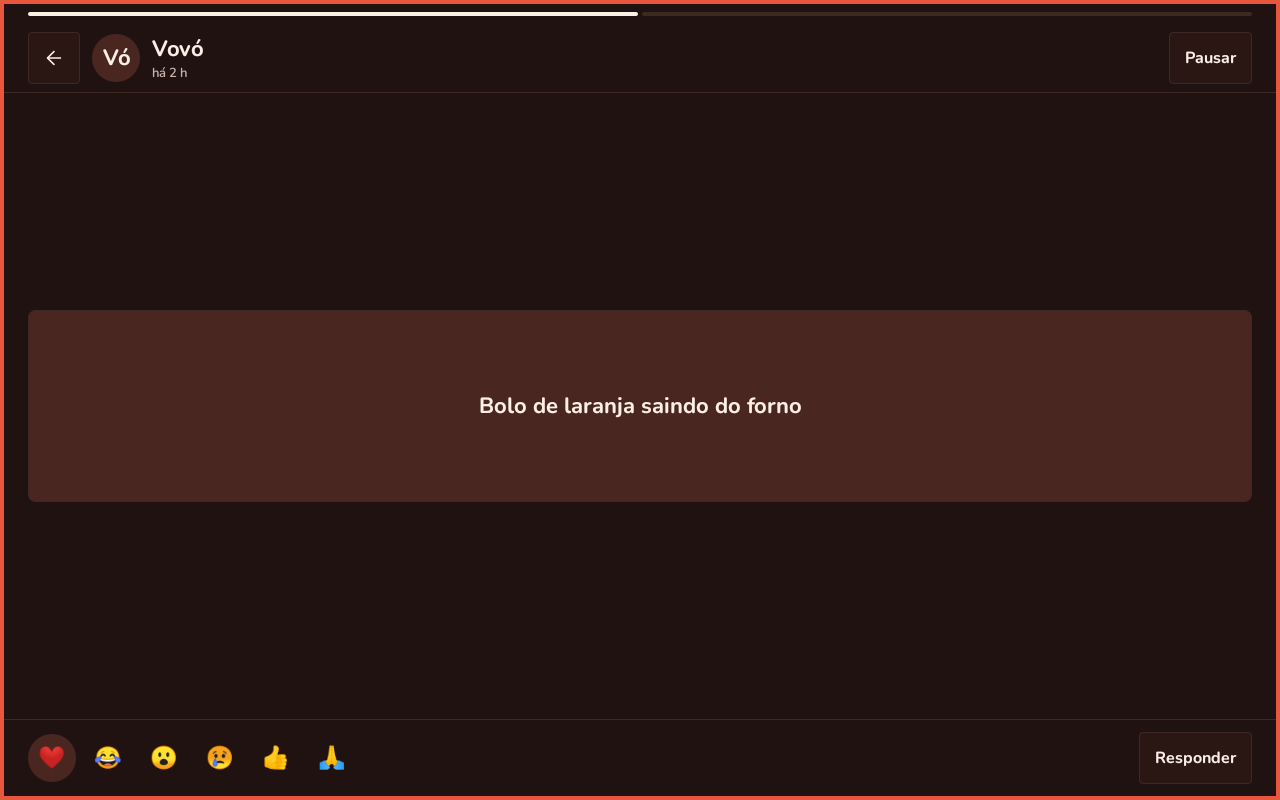 Vó
Vovó
há 2 h
Pausar
Bolo de laranja saindo do forno
Responder